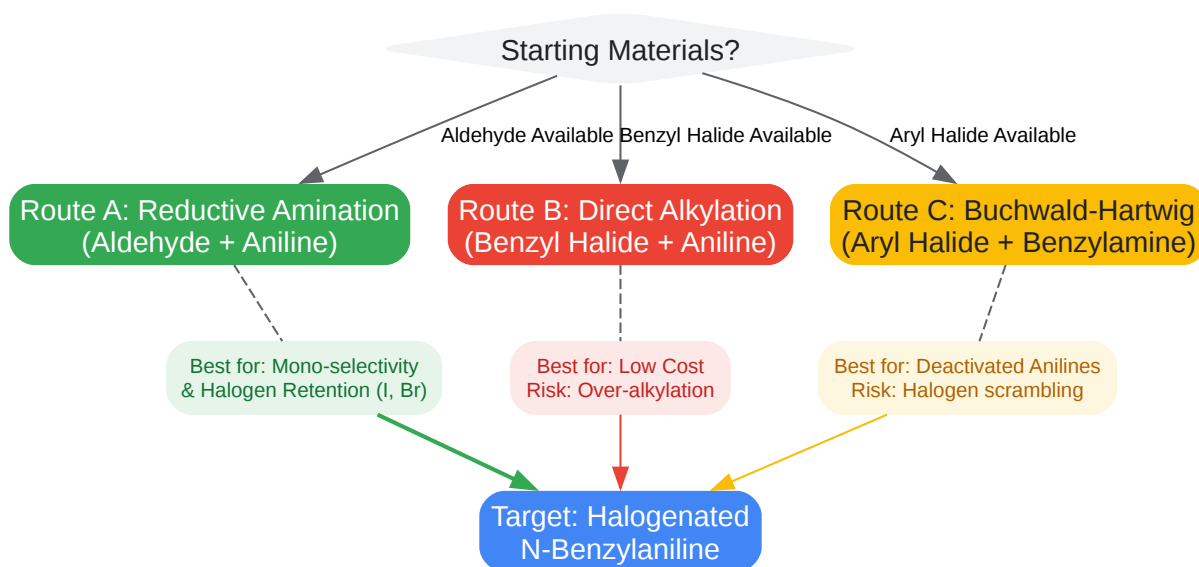 Starting Materials?
Aldehyde Available
Benzyl Halide Available
Aryl Halide Available
Route A: Reductive Amination
(Aldehyde + Aniline)
Route B: Direct Alkylation
(Benzyl Halide + Aniline)
Route C: Buchwald-Hartwig
(Aryl Halide + Benzylamine)
Best for: Mono-selectivity
& Halogen Retention (I, Br)
Best for: Low Cost
Risk: Over-alkylation
Best for: Deactivated Anilines
Risk: Halogen scrambling
Target: Halogenated
N-Benzylaniline